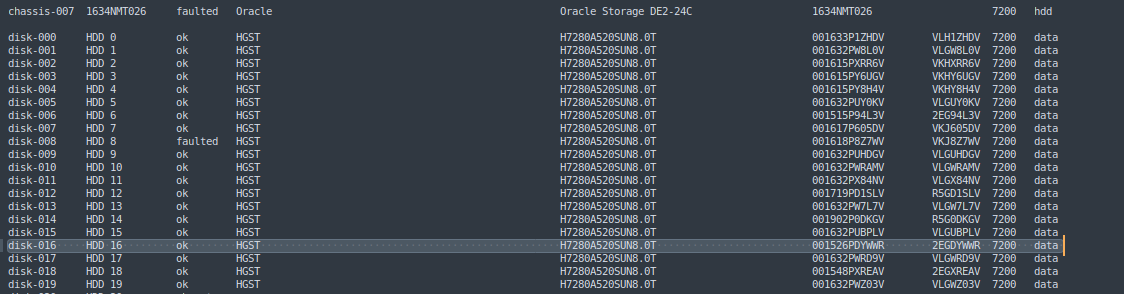 chassis-007 1634NMT026 faulted Oracle Oracle Storage DE2-24C 1634NMT026 7200 hdd
disk-000 HDD 0 ok HGST H7280A520SUN8.0T 001633P1ZHDV VLH1ZHDV 7200 data
disk-001 HDD 1 ok HGST H7280A520SUN8.0T 001632PW8L0V VLGW8L0V 7200 data
disk-002 HDD 2 ok HGST H7280A520SUN8.0T 001615PXRR6V VKHXRR6V 7200 data
disk-003 HDD 3 ok HGST H7280A520SUN8.0T 001615PY6UGV VKHY6UGV 7200 data
disk-004 HDD 4 ok HGST H7280A520SUN8.0T 001615PY8H4V VKHY8H4V 7200 data
disk-005 HDD 5 ok HGST H7280A520SUN8.0T 001632PUY0KV VLGUY0KV 7200 data
disk-006 HDD 6 ok HGST H7280A520SUN8.0T 001515P94L3V 2EG94L3V 7200 data
disk-007 HDD 7 ok HGST H7280A520SUN8.0T 001617P605DV VKJ605DV 7200 data
disk-008 HDD 8 faulted HGST H7280A520SUN8.0T 001618P8Z7WV VKJ8Z7WV 7200 data
disk-009 HDD 9 ok HGST H7280A520SUN8.0T 001632PUHDGV VLGUHDGV 7200 data
disk-010 HDD 10 ok HGST H7280A520SUN8.0T 001632PWRAMV VLGWRAMV 7200 data
disk-011 HDD 11 ok HGST H7280A520SUN8.0T 001632PX84NV VLGX84NV 7200 data
disk-012 HDD 12 ok HGST H7280A520SUN8.0T 001719PD1SLV R5GD1SLV 7200 data
disk-013 HDD 13 ok HGST H7280A520SUN8.0T 001632PW7L7V VLGW7L7V 7200 data
disk-014 HDD 14 ok HGST H7280A520SUN8.0T 001902P0DKGV R5G0DKGV 7200 data
disk-015 HDD 15 ok HGST H7280A520SUN8.0T 001632PUBPLV VLGUBPLV 7200 data
disk-016 HDD 16 ok HGST H7280A520SUN8.0T 001526PDYWWR 2EGDYWWR 7200 data
disk-017 HDD 17 ok HGST H7280A520SUN8.0T 001632PWRD9V VLGWRD9V 7200 data
disk-018 HDD 18 ok HGST H7280A520SUN8.0T 001548PXREAV 2EGXREAV 7200 data
disk-019 HDD 19 ok HGST H7280A520SUN8.0T 001632PWZ03V VLGWZ03V 7200 data